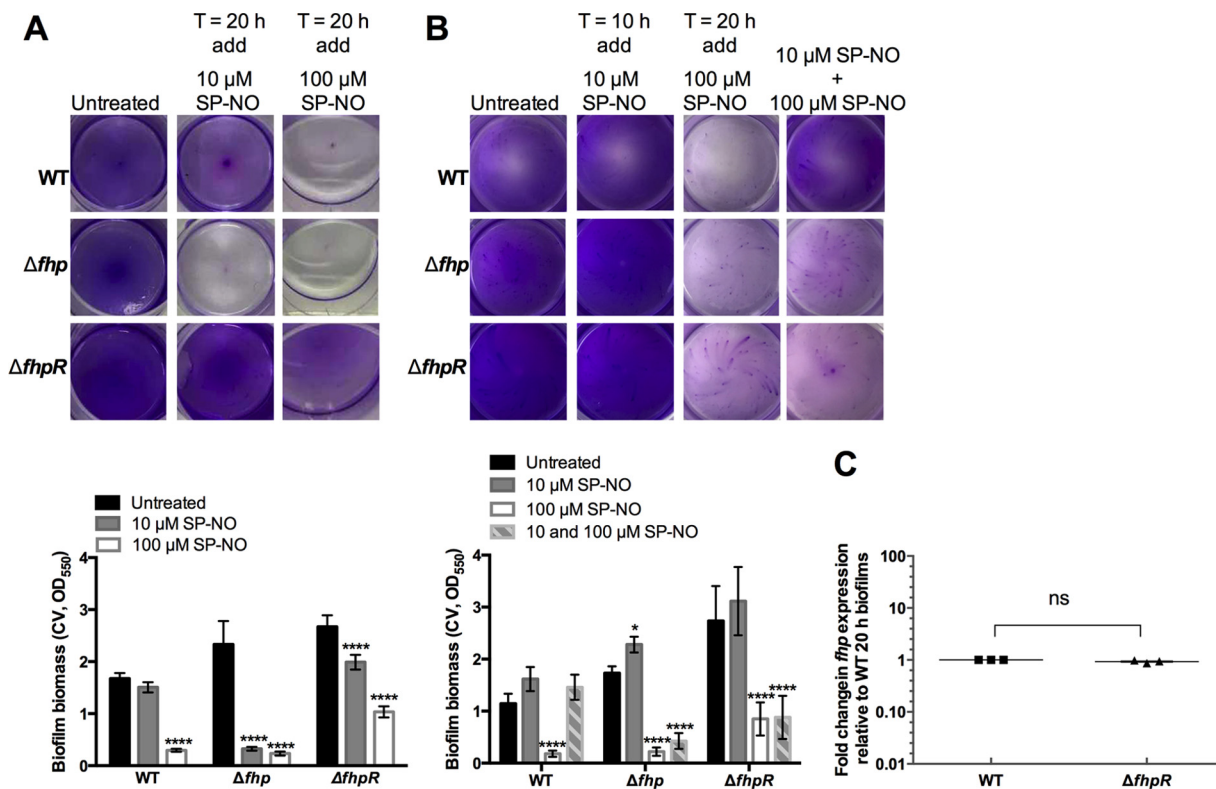 A
T = 20 h
add
10 µM
SP-NO
T = 20 h
add
100 µM
SP-NO
Untreated
WT
Δfhp
ΔfhpR
B
T = 10 h
add
10 µM
SP-NO
T = 20 h
add
100 µM
SP-NO
10 µM SP-NO
+
100 µM SP-NO
Untreated
WT
Δfhp
ΔfhpR
Untreated
10 µM SP-NO
100 µM SP-NO
Biofilm biomass (CV, OD550)
4
3
2
1
0
****
****
****
****
****
WT
Δfhp
ΔfhpR
Untreated
10 µM SP-NO
100 µM SP-NO
10 and 100 µM SP-NO
Biofilm biomass (CV, OD550)
4
3
2
1
0
****
*
****
****
****
****
WT
Δfhp
ΔfhpR
C
Fold changein fhp expression
relative to WT 20 h biofilms
100
10
1
0.10
0.01
ns
WT
ΔfhpR